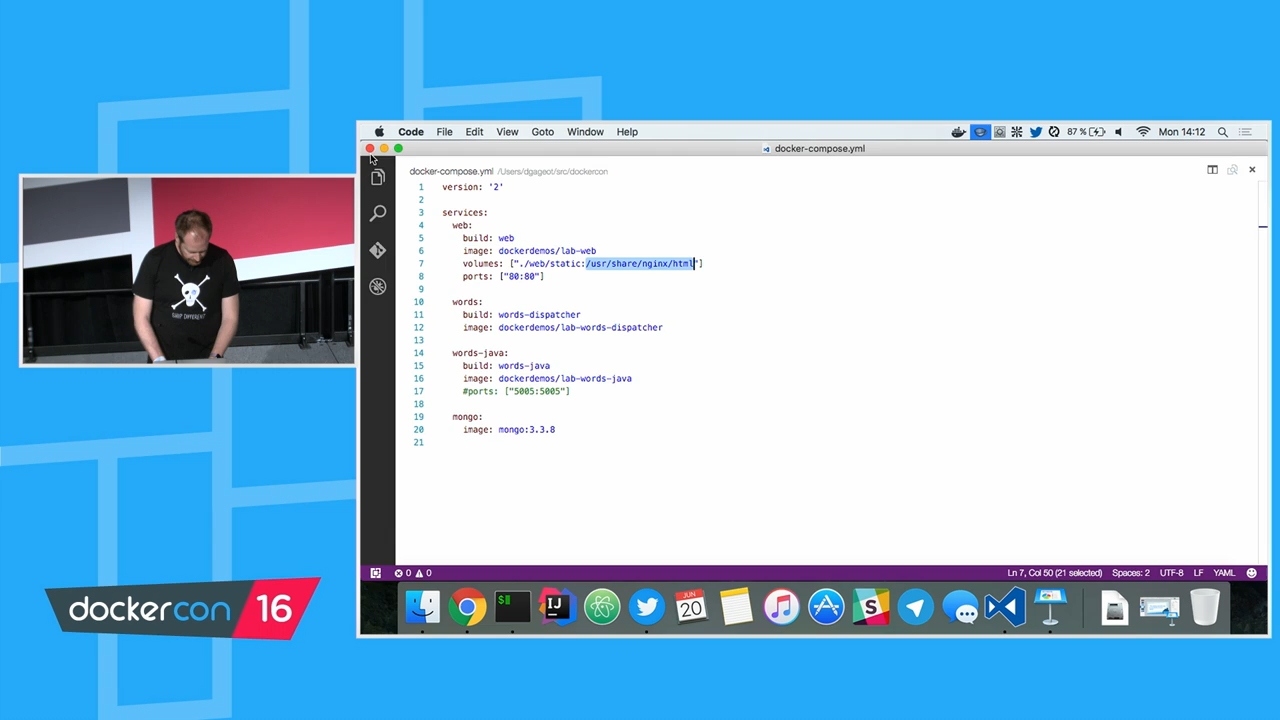 Code File Edit View Goto Window Help
87 % Mon 14:12
docker-compose.yml
docker-compose.yml /Users/dgageot/src/dockercon
1 version: '2'
2
3 services:
4 web:
5 build: web
6 image: dockerdemos/lab-web
7 volumes: ["./web/static:/usr/share/nginx/html"]
8 ports: ["80:80"]
9
10 words:
11 build: words-dispatcher
12 image: dockerdemos/lab-words-dispatcher
13
14 words-java:
15 build: words-java
16 image: dockerdemos/lab-words-java
17 #ports: ["5005:5005"]
18
19 mongo:
20 image: mongo:3.3.8
21
0 0 Ln 7, Col 50 (21 selected) Spaces: 2 UTF-8 LF YAML
$
IJ
JUN
20
S
DIFFERENT
dockercon 16